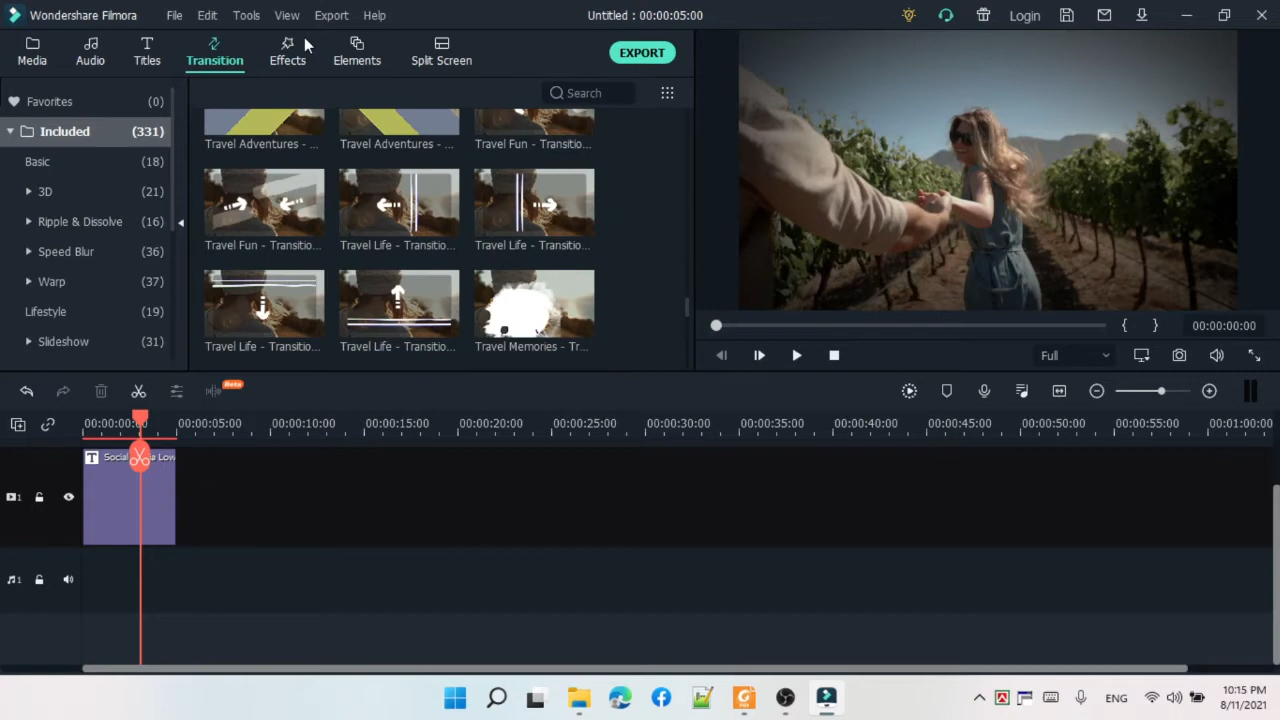 Wondershare Filmora File Edit Tools View Export Help Untitled : 00:00:05:00 Login
Media Audio Titles Transition Effects Elements Split Screen EXPORT
Favorites (0) Search
Included (331)
Basic (18)
3D (21)
Ripple & Dissolve (16)
Speed Blur (36)
Warp (37)
Lifestyle (19)
Slideshow (31)
Travel Adventures - ... Travel Adventures - ... Travel Fun - Transitio...
Travel Fun - Transitio... Travel Life - Transitio... Travel Life - Transitio...
Travel Life - Transitio... Travel Life - Transitio... Travel Memories - Tr...
{ } 00:00:00:00
Full
Beta
00:00:00:00 00:00:05:00 00:00:10:00 00:00:15:00 00:00:20:00 00:00:25:00 00:00:30:00 00:00:35:00 00:00:40:00 00:00:45:00 00:00:50:00 00:00:55:00 00:01:00:00
T Social Low
1
1
ENG 10:15 PM
8/11/2021